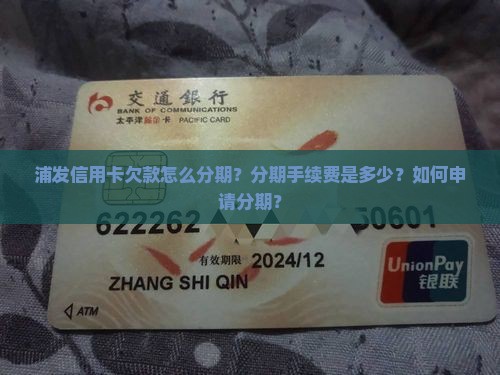 交通銀行
BANK OF COMMUNICATIONS
太平洋 卡 PACIFIC CARD
浦发信用卡欠款怎么分期？分期手续费是多少？如何申
请分期？
622262 50601
有效期限 2024/12
ZHANG SHI QIN
UnionPay
银联
ATM